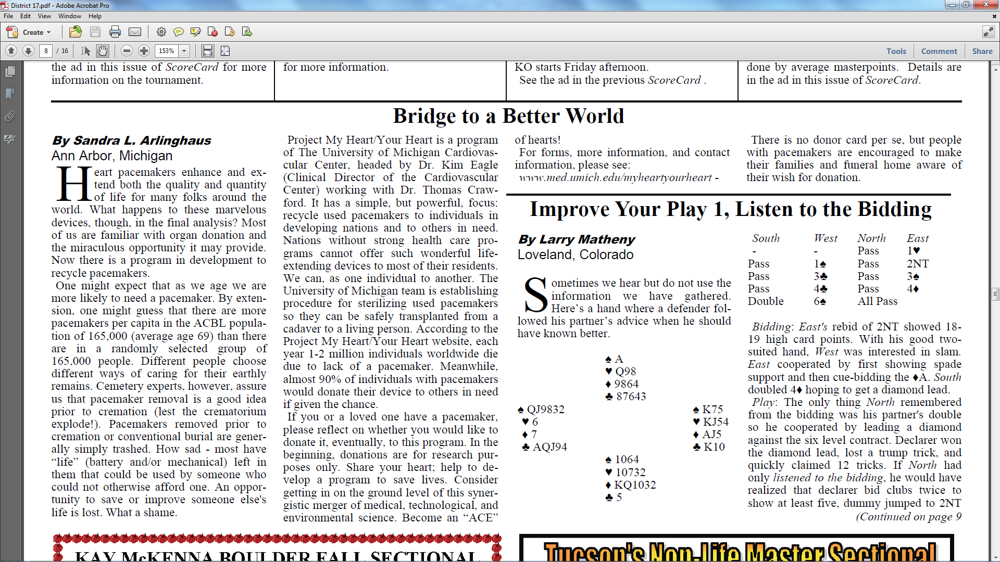 District 17.pdf - Adobe Acrobat Pro
File Edit View Window Help
Create
8 / 16
153%
Tools Comment Share
the ad in this issue of ScoreCard for more
information on the tournament.
for more information.
KO starts Friday afternoon.
See the ad in the previous ScoreCard .
done by average masterpoints. Details are
in the ad in this issue of ScoreCard.
Bridge to a Better World
By Sandra L. Arlinghaus
Ann Arbor, Michigan
Heart pacemakers enhance and ex-
tend both the quality and quantity
of life for many folks around the
world. What happens to these marvelous
devices, though, in the final analysis? Most
of us are familiar with organ donation and
the miraculous opportunity it may provide.
Now there is a program in development to
recycle pacemakers.
One might expect that as we age we are
more likely to need a pacemaker. By exten-
sion, one might guess that there are more
pacemakers per capita in the ACBL popula-
tion of 165,000 (average age 69) than there
are in a randomly selected group of
165,000 people. Different people choose
different ways of caring for their earthly
remains. Cemetery experts, however, assure
us that pacemaker removal is a good idea
prior to cremation (lest the crematorium
explode!). Pacemakers removed prior to
cremation or conventional burial are gener-
ally simply trashed. How sad - most have
“life” (battery and/or mechanical) left in
them that could be used by someone who
could not otherwise afford one. An oppor-
tunity to save or improve someone else's
life is lost. What a shame.
Project My Heart/Your Heart is a program
of The University of Michigan Cardiovas-
cular Center, headed by Dr. Kim Eagle
(Clinical Director of the Cardiovascular
Center) working with Dr. Thomas Craw-
ford. It has a simple, but powerful, focus:
recycle used pacemakers to individuals in
developing nations and to others in need.
Nations without strong health care pro-
grams cannot offer such wonderful life-
extending devices to most of their residents.
We can, as one individual to another. The
University of Michigan team is establishing
procedure for sterilizing used pacemakers
so they can be safely transplanted from a
cadaver to a living person. According to the
Project My Heart/Your Heart website, each
year 1-2 million individuals worldwide die
due to lack of a pacemaker. Meanwhile,
almost 90% of individuals with pacemakers
would donate their device to others in need
if given the chance.
If you or a loved one have a pacemaker,
please reflect on whether you would like to
donate it, eventually, to this program. In the
beginning, donations are for research pur-
poses only. Share your heart; help to de-
velop a program to save lives. Consider
getting in on the ground level of this syner-
gistic merger of medical, technological, and
environmental science. Become an “ACE”
of hearts!
For forms, more information, and contact
information, please see:
www.med.umich.edu/myheartyourheart -
There is no donor card per se, but people
with pacemakers are encouraged to make
their families and funeral home aware of
their wish for donation.
Improve Your Play 1, Listen to the Bidding
By Larry Matheny
Loveland, Colorado
Sometimes we hear but do not use the
information we have gathered.
Here’s a hand where a defender fol-
lowed his partner’s advice when he should
have known better.
♠ A
♥ Q98
♦ 9864
♣ 87643
♠ QJ9832 ♠ K75
♥ 6 ♥ KJ54
♦ 7 ♦ AJ5
♣ AQJ94 ♣ K10
♠ 1064
♥ 10732
♦ KQ1032
♣ 5
South West North East
- - Pass 1♥
Pass 1♠ Pass 2NT
Pass 3♣ Pass 3♠
Pass 4♣ Pass 4♦
Double 6♠ All Pass
Bidding: East's rebid of 2NT showed 18-
19 high card points. With his good two-
suited hand, West was interested in slam.
East cooperated by first showing spade
support and then cue-bidding the ♦A. South
doubled 4♦ hoping to get a diamond lead.
Play: The only thing North remembered
from the bidding was his partner's double
so he cooperated by leading a diamond
against the six level contract. Declarer won
the diamond lead, lost a trump trick, and
quickly claimed 12 tricks. If North had
only listened to the bidding, he would have
realized that declarer bid clubs twice to
show at least five, dummy jumped to 2NT
(Continued on page 9
KAY McKENNA BOULDER FALL SECTIONAL
Tucson's Non-Life Master Sectional